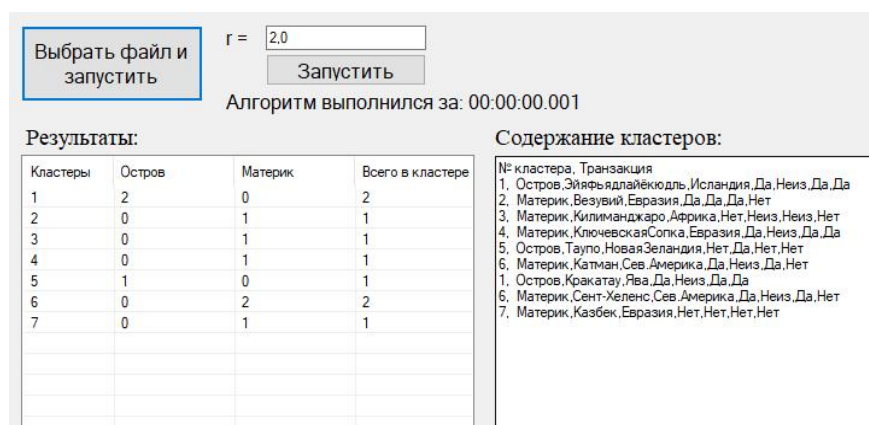 Выбрать файл и
запустить
r = 2,0
Запустить
Алгоритм выполнился за: 00:00:00.001
Результаты:
Кластеры Остров Материк Всего в кластере
1 2 0 2
2 0 1 1
3 0 1 1
4 0 1 1
5 1 0 1
6 0 2 2
7 0 1 1
Содержание кластеров:
№ кластера, Транзакция
1, Остров,Эйяфьядлайёкюдль,Исландия,Да,Неиз,Да,Да
2, Материк,Везувий,Евразия,Да,Да,Да,Нет
3, Материк,Килиманджаро,Африка,Нет,Неиз,Неиз,Нет
4, Материк,КлючевскаяСопка,Евразия,Да,Неиз,Да,Да
5, Остров,Таупо,НоваяЗеландия,Нет,Да,Нет,Нет
6, Материк,Катман,Сев.Америка,Да,Неиз,Да,Нет
1, Остров,Кракатау,Ява,Да,Неиз,Да,Да
6, Материк,Сент-Хеленс,Сев.Америка,Да,Неиз,Да,Нет
7, Материк,Казбек,Евразия,Нет,Нет,Нет,Нет